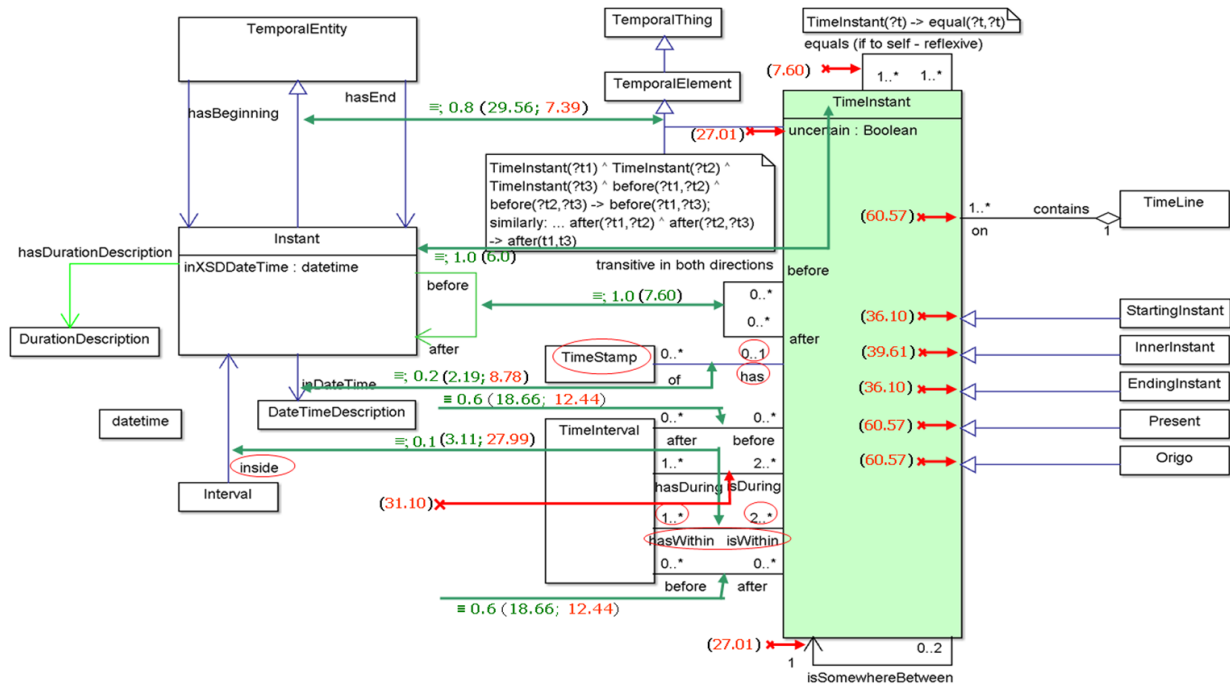 TemporalEntity
TemporalThing
TimeInstant(?t) -> equal(?t,?t)
equals (if to self - reflexive)
(7.60)
1..* 1..*
TemporalElement
hasBeginning
hasEnd
≡; 0.8 (29.56; 7.39)
TimeInstant
(27.01)
uncertain : Boolean
TimeInstant(?t1) ^ TimeInstant(?t2) ^
TimeInstant(?t3) ^ before(?t1,?t2) ^
before(?t2,?t3) -> before(?t1,?t3);
similarly: ... after(?t1,?t2) ^ after(?t2,?t3)
-> after(t1,t3)
(60.57)
1..*
contains
TimeLine
on
1
Instant
hasDurationDescription
inXSDDateTime : datetime
≡; 1.0 (6.0)
transitive in both directions
before
before
0..*
≡; 1.0 (7.60)
0..*
after
after
DurationDescription
(36.10)
StartingInstant
(39.61)
InnerInstant
(36.10)
EndingInstant
(60.57)
Present
(60.57)
Origo
TimeStamp
0..*
0..1
of
has
inDateTime
≡; 0.2 (2.19; 8.78)
DateTimeDescription
datetime
≡ 0.6 (18.66; 12.44)
TimeInterval
0..* 0..*
after before
≡; 0.1 (3.11; 27.99)
1..* 2..*
inside
Interval
hasDuring isDuring
(31.10)
1..* 2..*
hasWithin isWithin
0..* 0..*
before after
≡ 0.6 (18.66; 12.44)
(27.01)
1
0..2
isSomewhereBetween